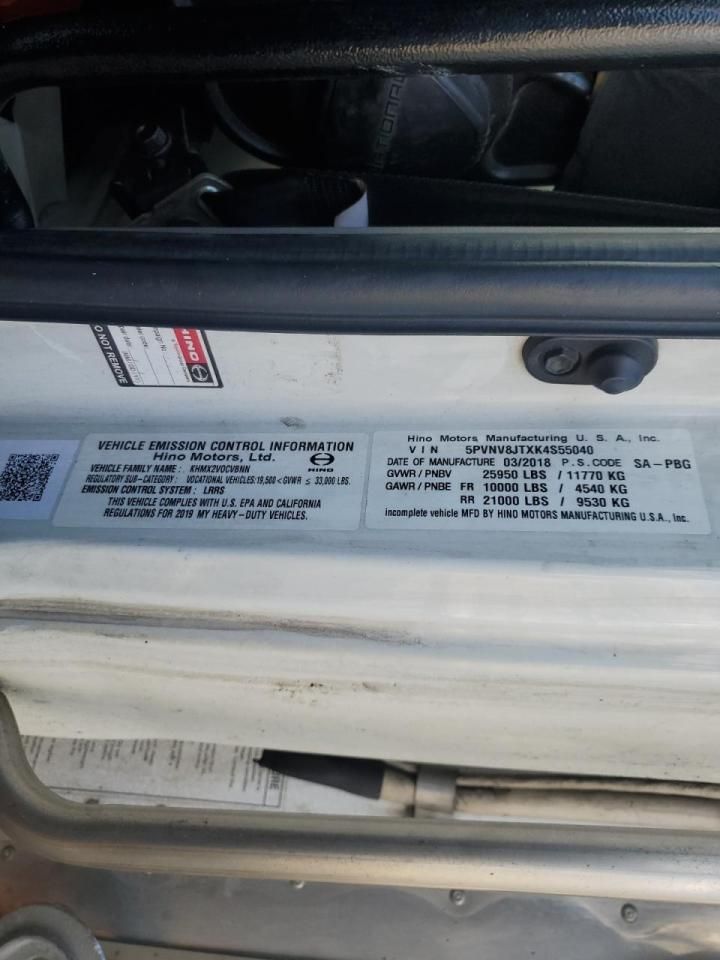 HINO
DO NOT REMOVE
VEHICLE EMISSION CONTROL INFORMATION
Hino Motors, Ltd.
HINO
VEHICLE FAMILY NAME : KHMX2VOCVBNN
REGULATORY SUB-CATEGORY : VOCATIONAL VEHICLES:19,500 < GVWR ≤ 33,000 LBS.
EMISSION CONTROL SYSTEM : LRRS
THIS VEHICLE COMPLIES WITH U.S. EPA AND CALIFORNIA
REGULATIONS FOR 2019 MY HEAVY-DUTY VEHICLES.
Hino Motors Manufacturing U. S. A., Inc.
V I N 5PVNV8JTXK4S55040
DATE OF MANUFACTURE 03/2018 P. S. CODE SA-PBG
GVWR / PNBV 25950 LBS / 11770 KG
GAWR / PNBE FR 10000 LBS / 4540 KG
RR 21000 LBS / 9530 KG
incomplete vehicle MFD BY HINO MOTORS MANUFACTURING U.S.A., Inc.